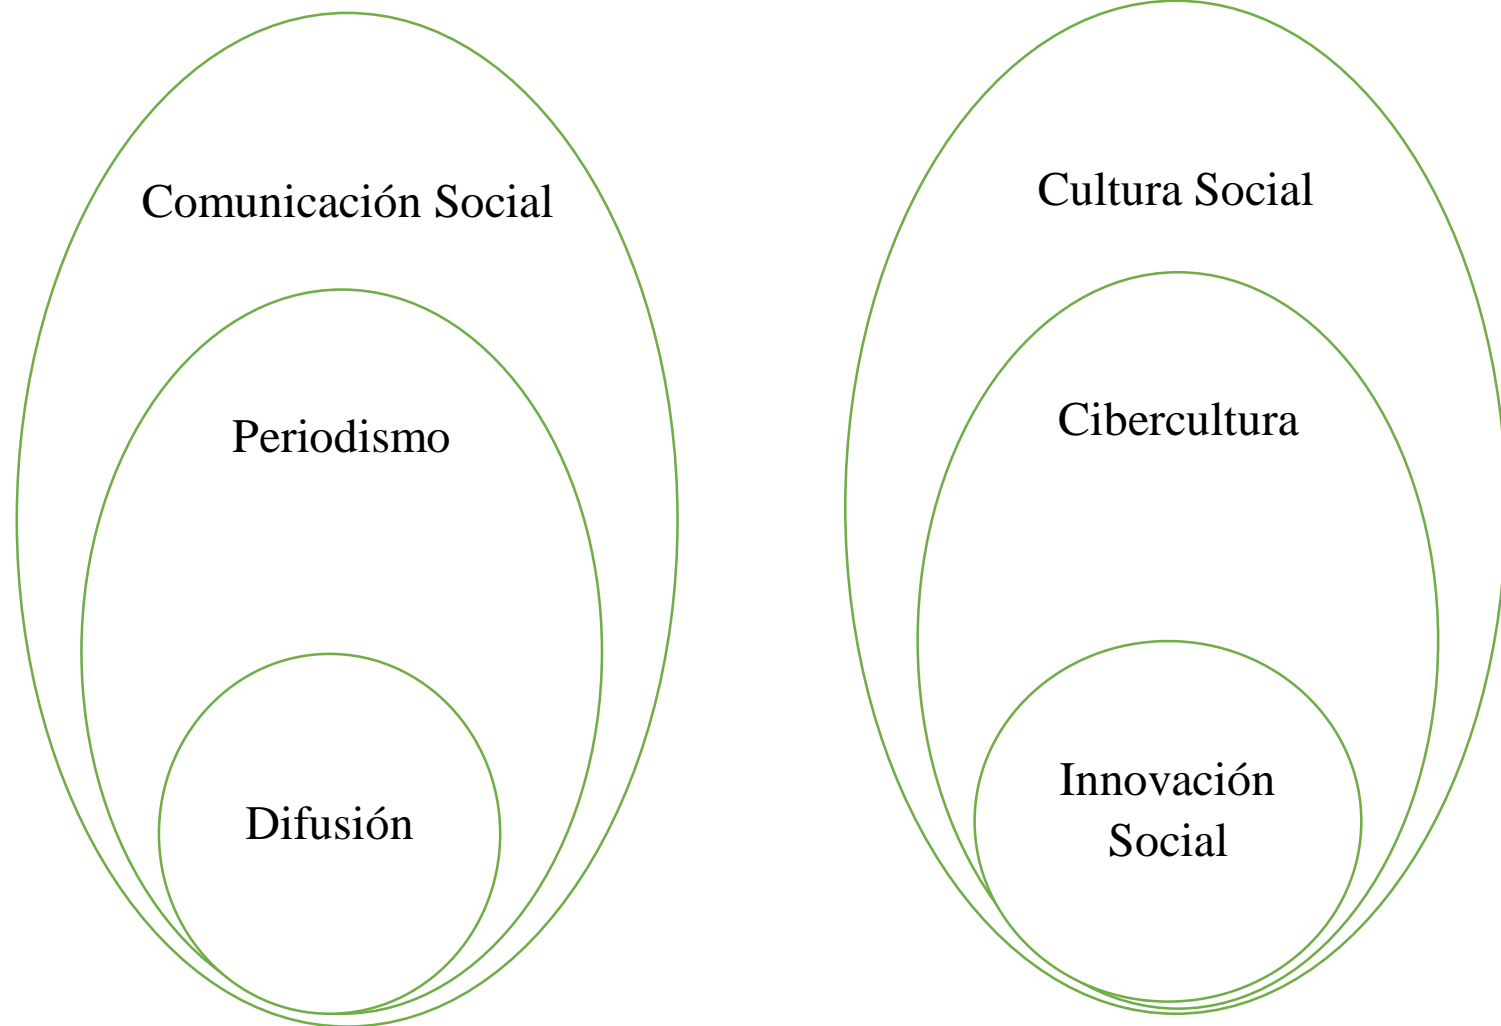 Comunicación Social
Periodismo
Difusión
Cultura Social
Cibercultura
Innovación
Social